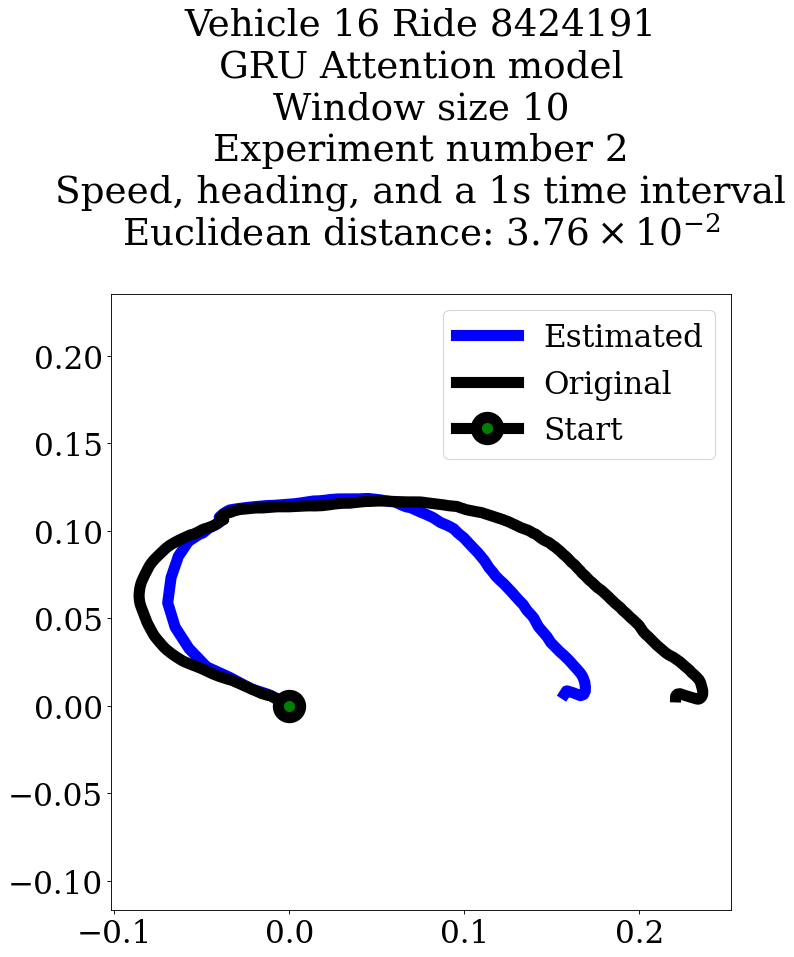 Vehicle 16 Ride 8424191
GRU Attention model
Window size 10
Experiment number 2
Speed, heading, and a 1s time interval
Euclidean distance: 3.76 × 10⁻²
Estimated
Original
Start
0.20
0.15
0.10
0.05
0.00
−0.05
−0.10
−0.1 0.0 0.1 0.2